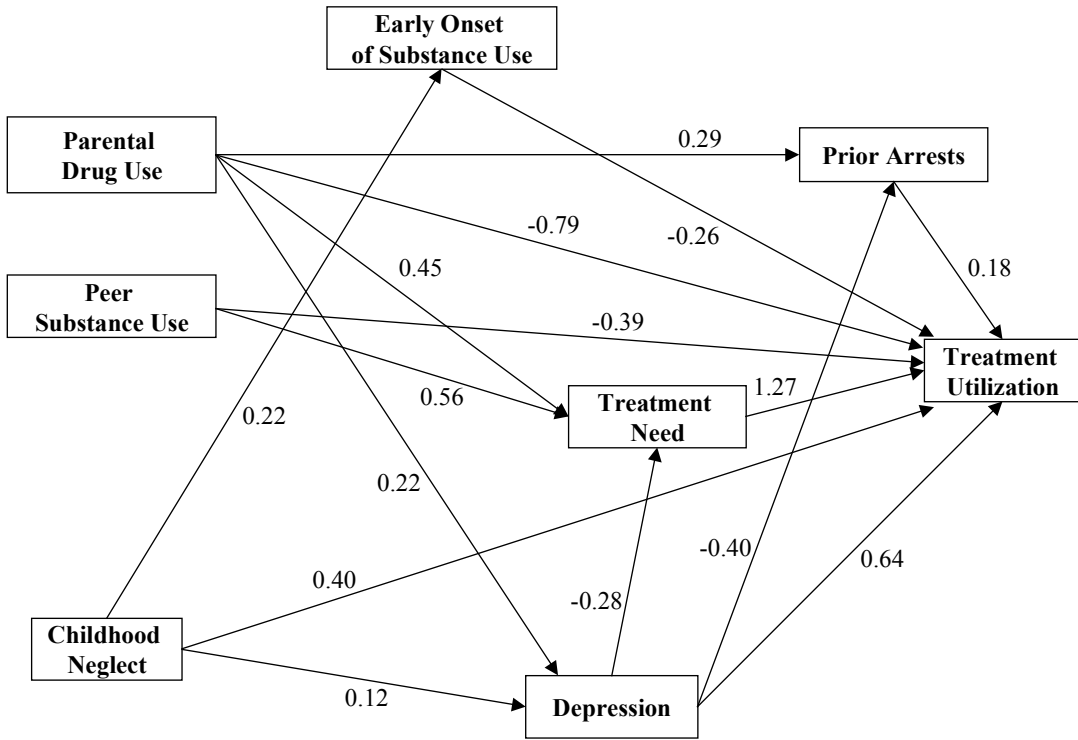 Early Onset
of Substance Use
Parental
Drug Use
0.29
Prior Arrests
-0.79
-0.26
0.45
0.18
Peer
Substance Use
-0.39
Treatment
Utilization
0.56
Treatment
Need
1.27
0.22
0.22
-0.40
0.64
0.40
-0.28
Childhood
Neglect
0.12
Depression